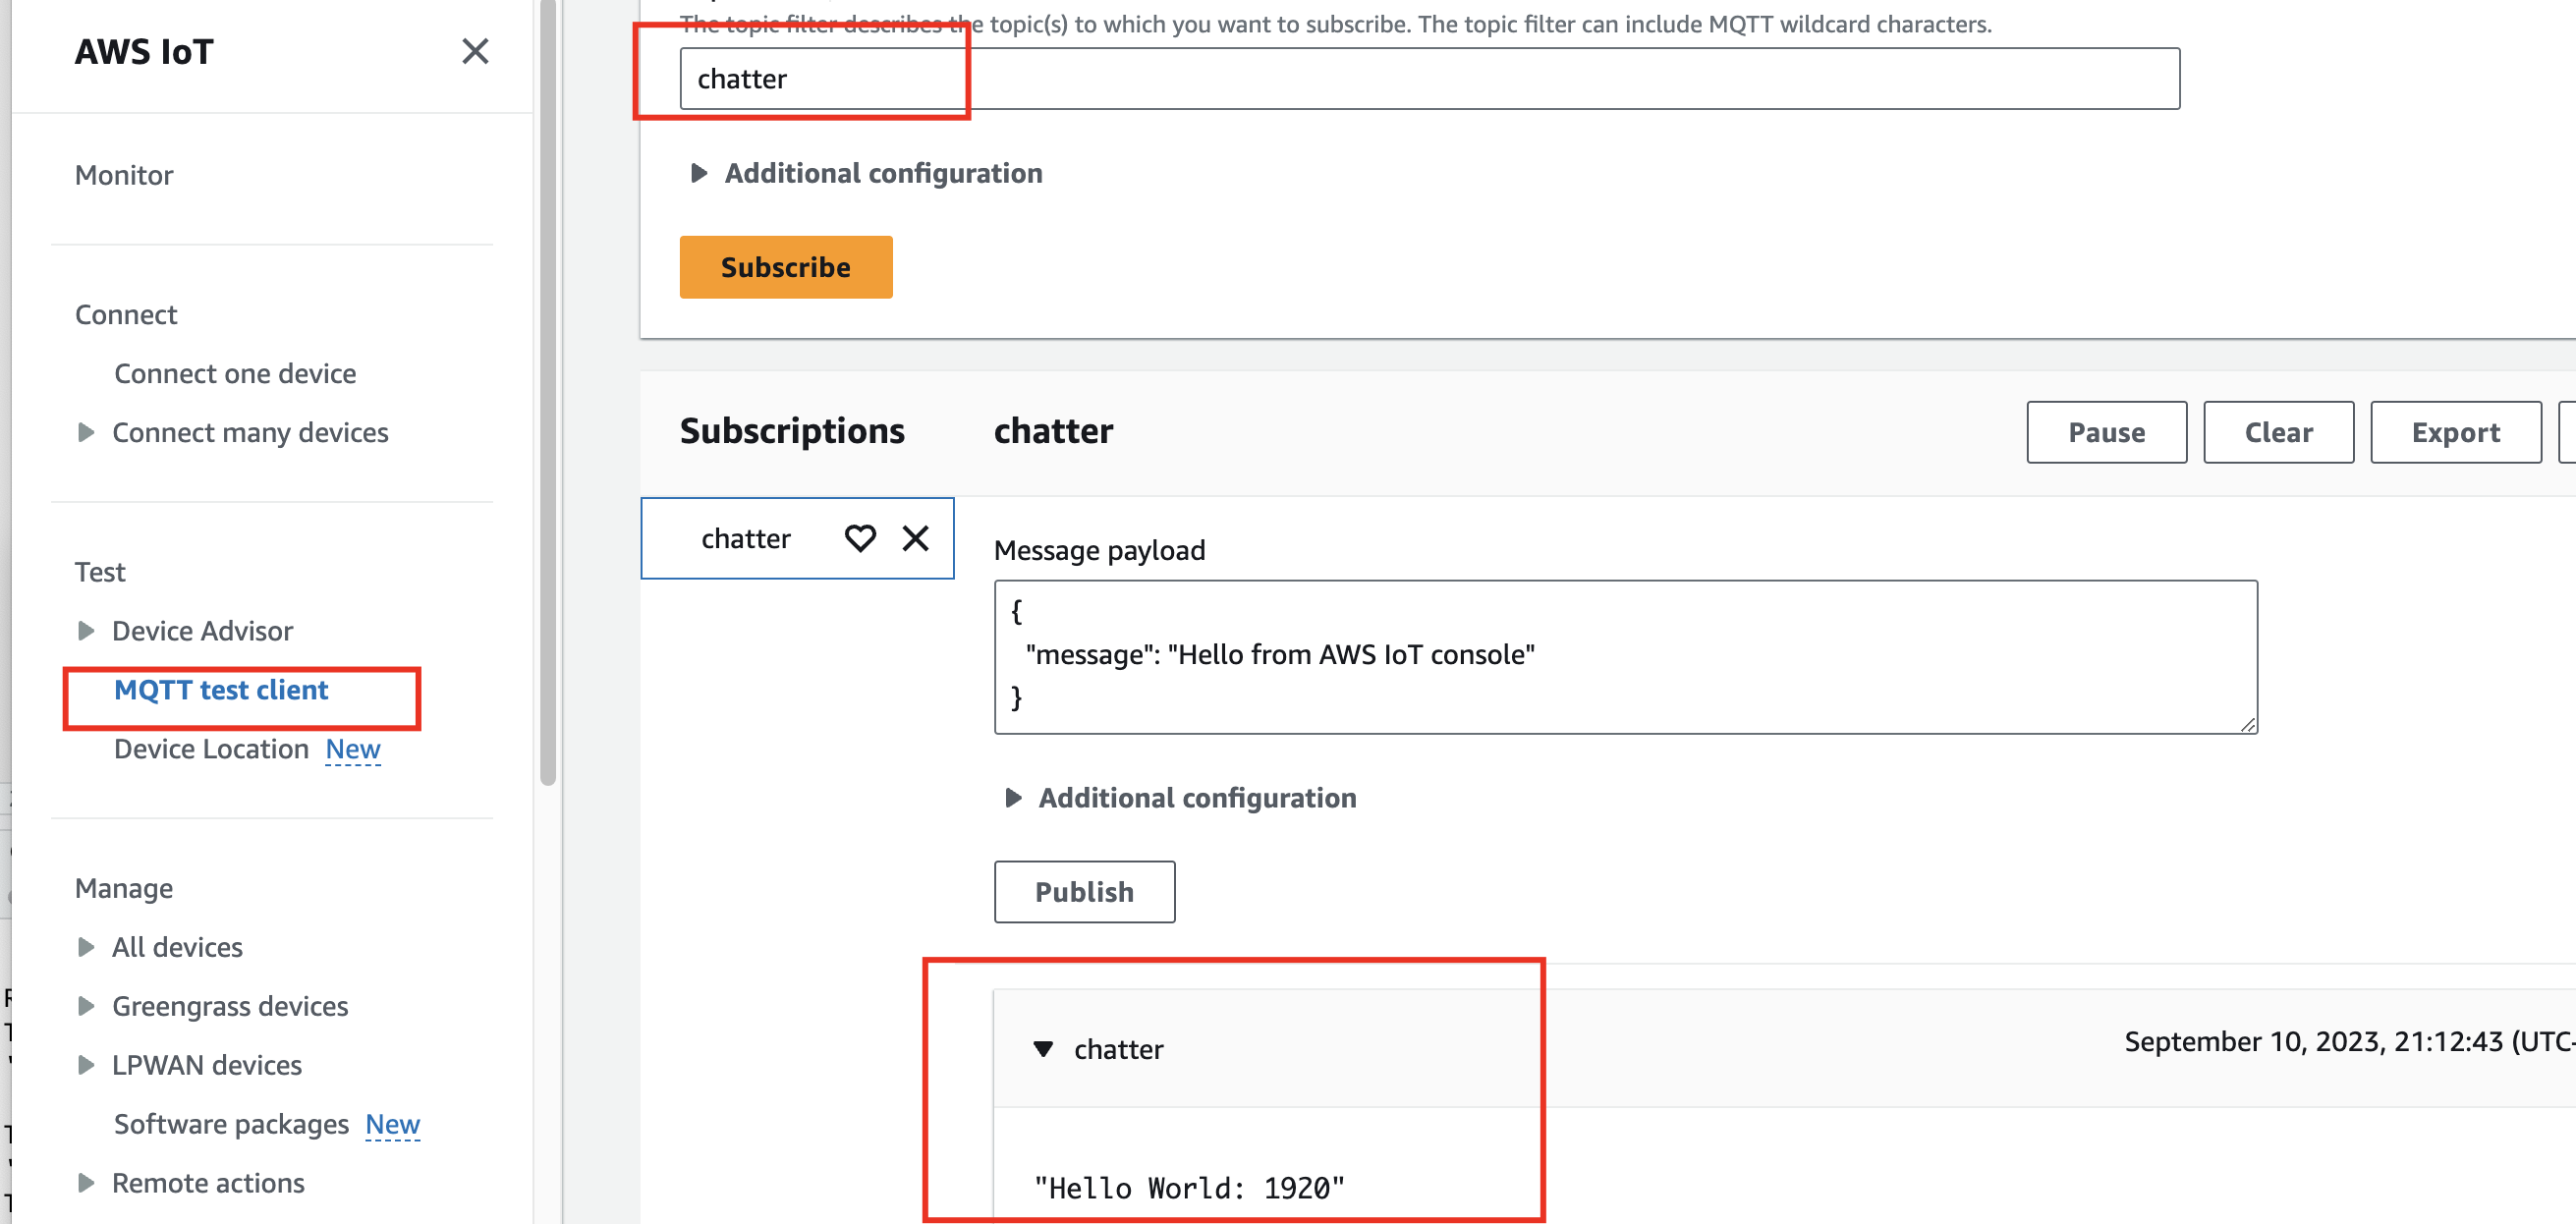 AWS IoT
Monitor
Connect
Connect one device
Connect many devices
Test
Device Advisor
MQTT test client
Device Location New
Manage
All devices
Greengrass devices
LPWAN devices
Software packages New
Remote actions
The topic filter describes the topic(s) to which you want to subscribe. The topic filter can include MQTT wildcard characters.
chatter
Additional configuration
Subscribe
Subscriptions
chatter
Pause
Clear
Export
chatter
Message payload
{
"message": "Hello from AWS IoT console"
}
Additional configuration
Publish
chatter
September 10, 2023, 21:12:43 (UTC-
"Hello World: 1920"